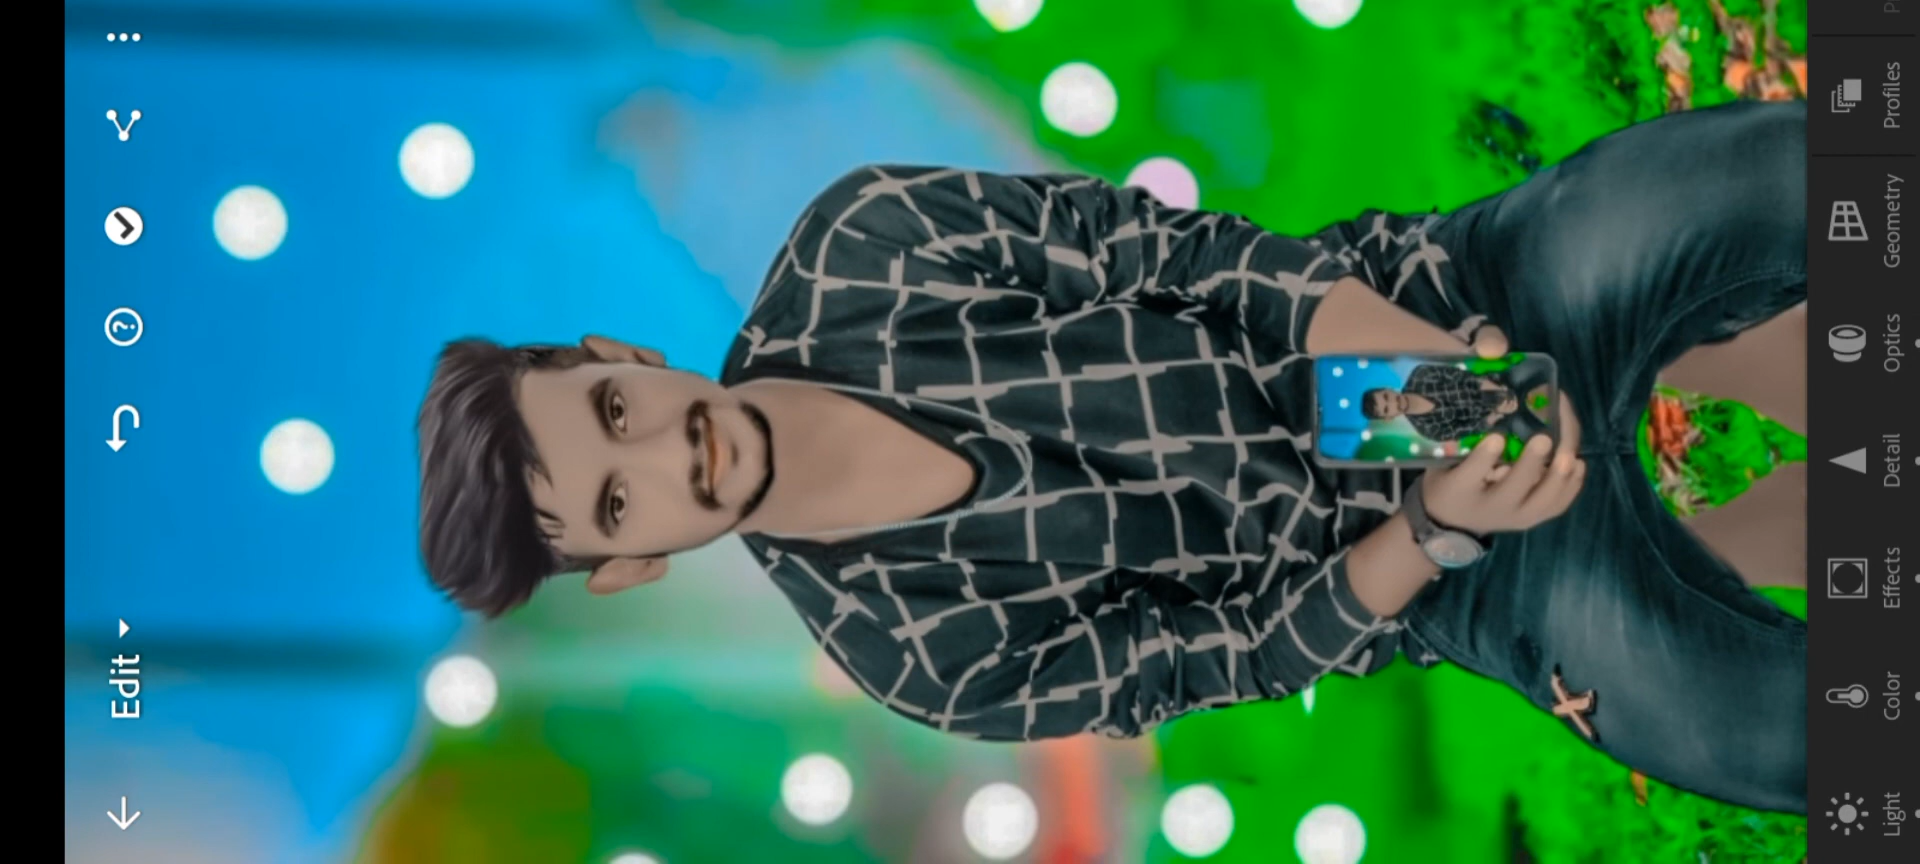 Edit
Light
Color
Effects
Detail
Optics
Geometry
Profiles